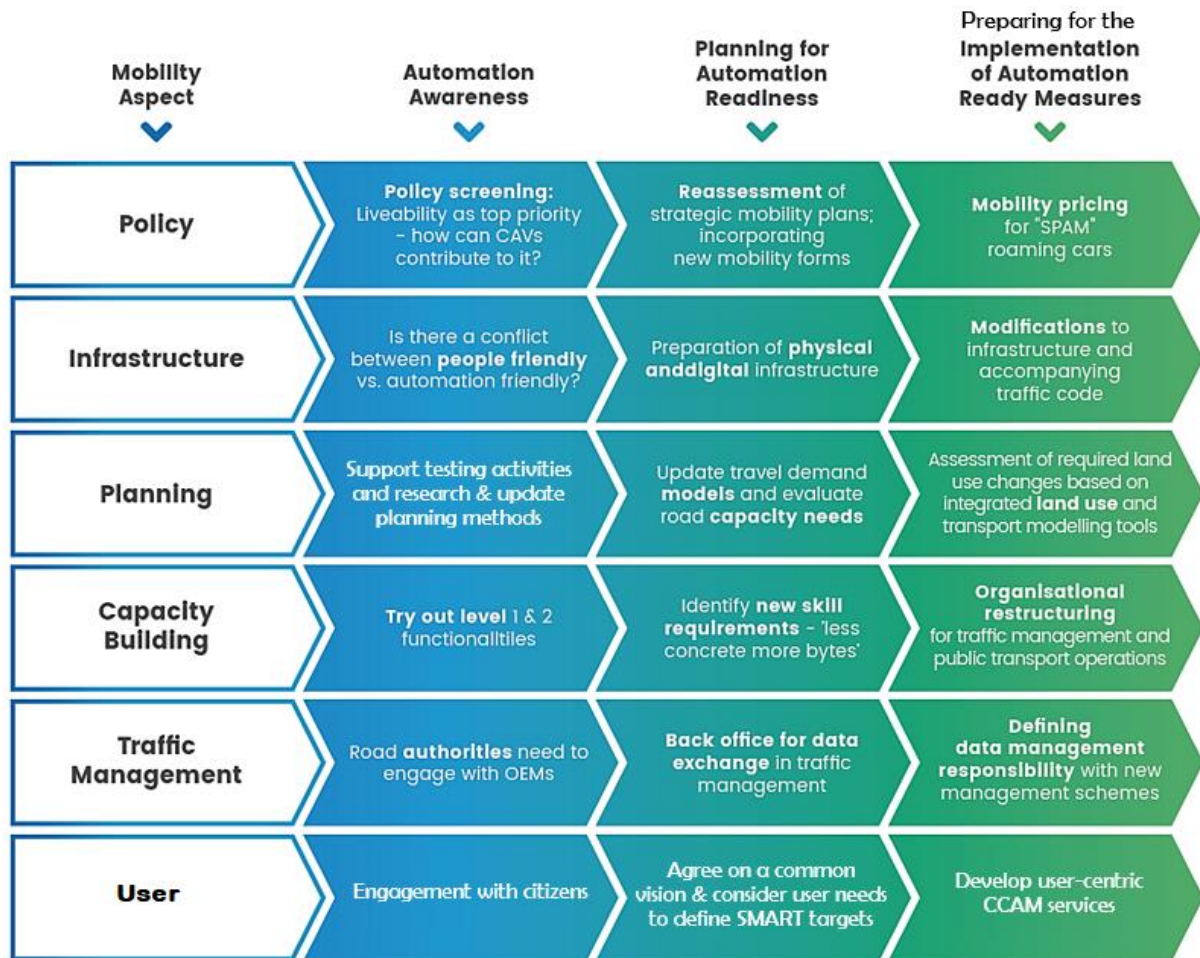 Mobility
Aspect
Automation
Awareness
Planning for
Automation
Readiness
Preparing for the
Implementation
of Automation
Ready Measures
Policy
Policy screening:
Liveability as top priority
- how can CAVs
contribute to it?
Reassessment of
strategic mobility plans;
incorporating
new mobility forms
Mobility pricing
for "SPAM"
roaming cars
Infrastructure
Is there a conflict
between people friendly
vs. automation friendly?
Preparation of physical
anddigital infrastructure
Modifications to
infrastructure and
accompanying
traffic code
Planning
Support testing activities
and research & update
planning methods
Update travel demand
models and evaluate
road capacity needs
Assessment of required land
use changes based on
integrated land use and
transport modelling tools
Capacity
Building
Try out level 1 & 2
functionalltiles
Identify new skill
requirements - 'less
concrete more bytes'
Organisational
restructuring
for traffic management and
public transport operations
Traffic
Management
Road authorities need to
engage with OEMs
Back office for data
exchange in traffic
management
Defining
data management
responsibility with new
management schemes
User
Engagement with citizens
Agree on a common
vision & consider user needs
to define SMART targets
Develop user-centric
CCAM services